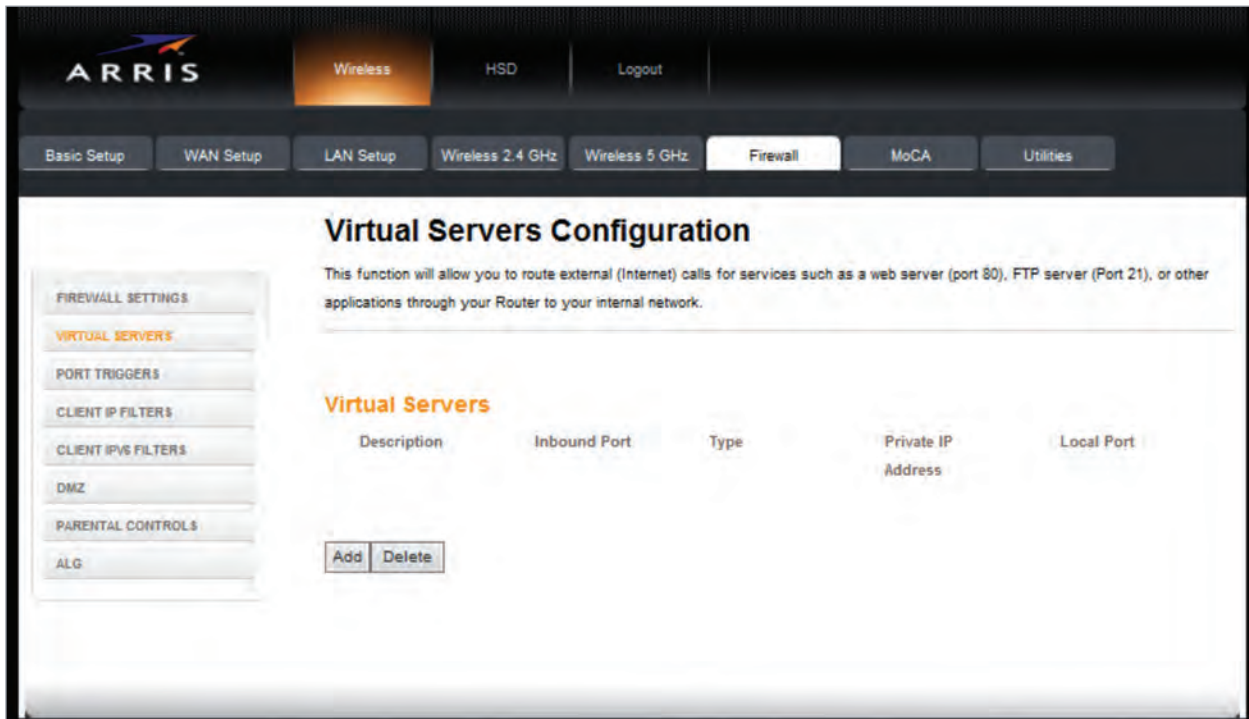 ARRIS
Wireless HSD Logout
Basic Setup WAN Setup LAN Setup Wireless 2.4 GHz Wireless 5 GHz Firewall MoCA Utilities
FIREWALL SETTINGS
VIRTUAL SERVERS
PORT TRIGGERS
CLIENT IP FILTERS
CLIENT IPV6 FILTERS
DMZ
PARENTAL CONTROLS
ALG
Virtual Servers Configuration
This function will allow you to route external (Internet) calls for services such as a web server (port 80), FTP server (Port 21), or other
applications through your Router to your internal network.
Virtual Servers
Description Inbound Port Type Private IP Address Local Port
Add Delete